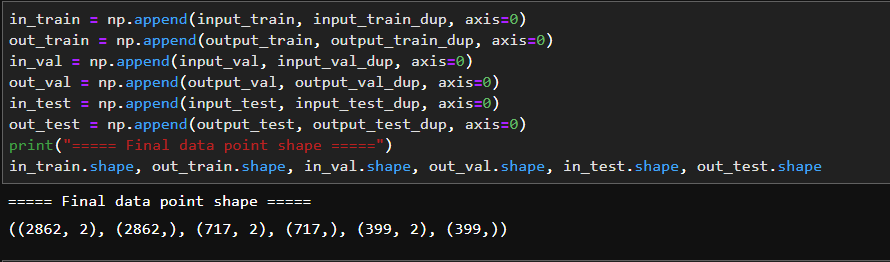 in_train = np.append(input_train, input_train_dup, axis=0)
out_train = np.append(output_train, output_train_dup, axis=0)
in_val = np.append(input_val, input_val_dup, axis=0)
out_val = np.append(output_val, output_val_dup, axis=0)
in_test = np.append(input_test, input_test_dup, axis=0)
out_test = np.append(output_test, output_test_dup, axis=0)
print("===== Final data point shape =====")
in_train.shape, out_train.shape, in_val.shape, out_val.shape, in_test.shape, out_test.shape
===== Final data point shape =====
((2862, 2), (2862,), (717, 2), (717,), (399, 2), (399,))